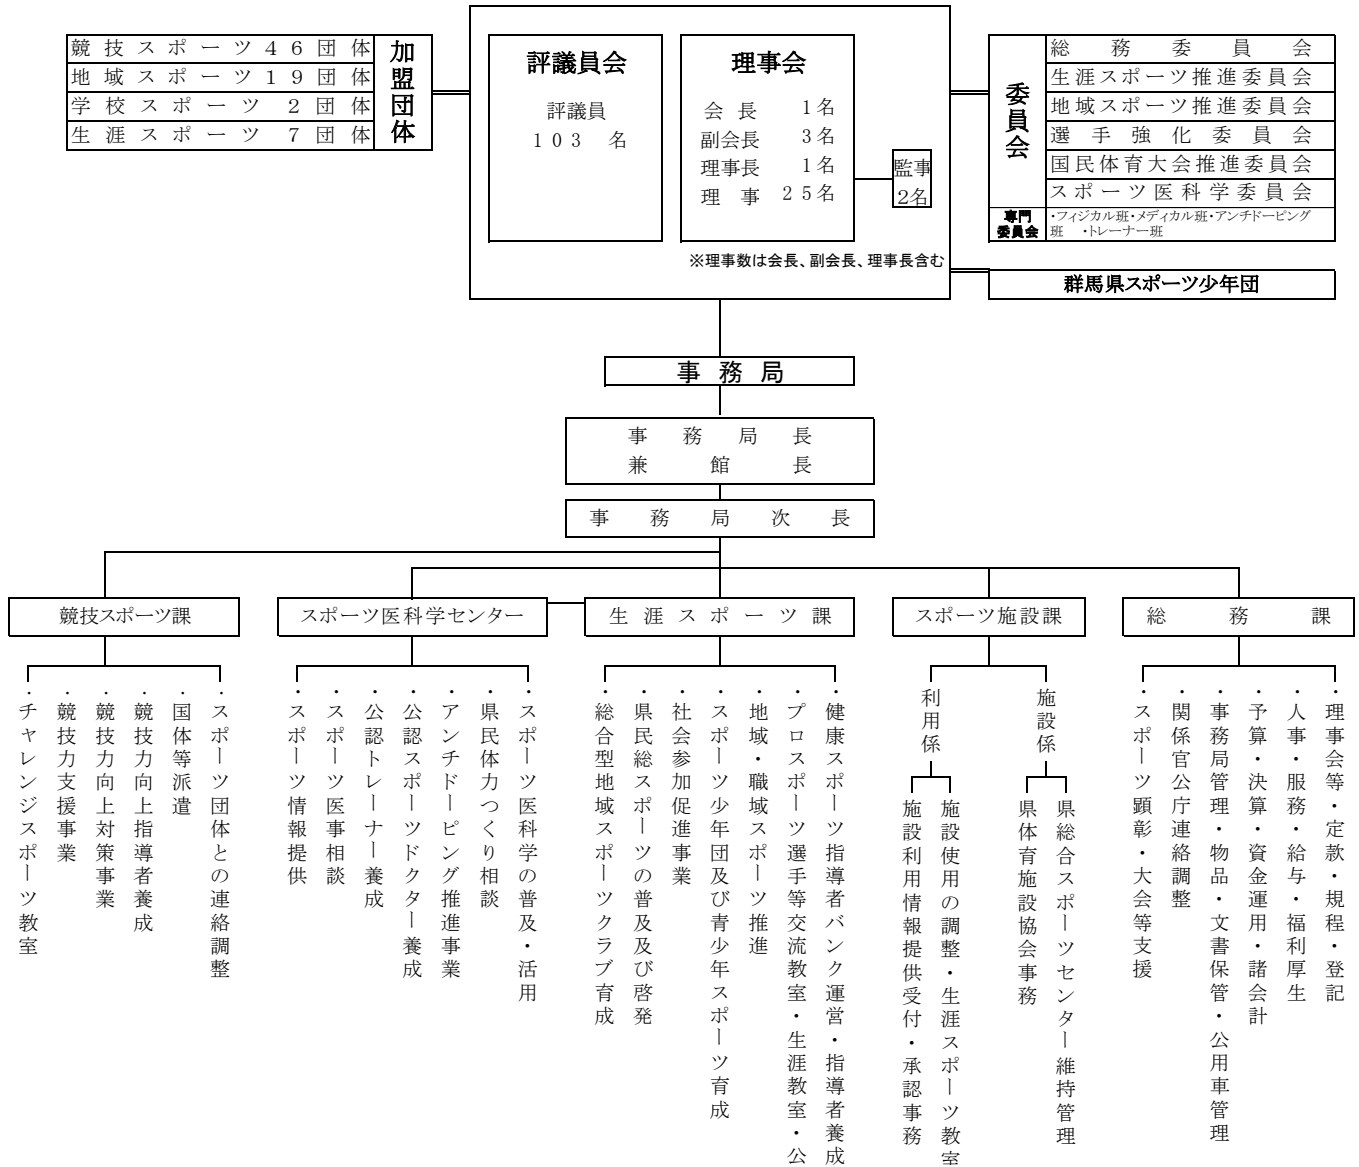 競技スポーツ46団体
地域スポーツ19団体
学校スポーツ 2団体
生涯スポーツ 7団体
加盟団体
評議員会
評議員
103 名
理事会
会 長 1名
副会長 3名
理事長 1名
理 事 25名
監事
2名
※理事数は会長、副会長、理事長含む
委員会
総務委員会
生涯スポーツ推進委員会
地域スポーツ推進委員会
選手強化委員会
国民体育大会推進委員会
スポーツ医科学委員会
専門
委員会
・フィジカル班・メディカル班・アンチドーピング
班 ・トレーナー班
群馬県スポーツ少年団
事務局
事務局長
兼館長
事務局次長
競技スポーツ課
スポーツ医科学センター
生涯スポーツ課
スポーツ施設課
総務課
・スポーツ団体との連絡調整
・国体等派遣
・競技力向上指導者養成
・競技力向上対策事業
・競技力支援事業
・チャレンジスポーツ教室
・スポーツ医科学の普及・活用
・県民体力つくり相談
・アンチドーピング推進事業
・公認スポーツドクター養成
・公認トレーナー養成
・スポーツ医事相談
・スポーツ情報提供
・健康スポーツ指導者バンク運営・指導者養成
・プロスポーツ選手等交流教室・生涯教室・公
・地域・職域スポーツ推進
・スポーツ少年団及び青少年スポーツ育成
・社会参加促進事業
・県民総スポーツの普及及び啓発
・総合型地域スポーツクラブ育成
施設係
県総合スポーツセンター維持管理
県体育施設協会事務
利用係
施設使用の調整・生涯スポーツ教室
施設利用情報提供受付・承認事務
・理事会等・定款・規程・登記
・人事・服務・給与・福利厚生
・予算・決算・資金運用・諸会計
・事務局管理・物品・文書保管・公用車管理
・関係官公庁連絡調整
・スポーツ顕彰・大会等支援